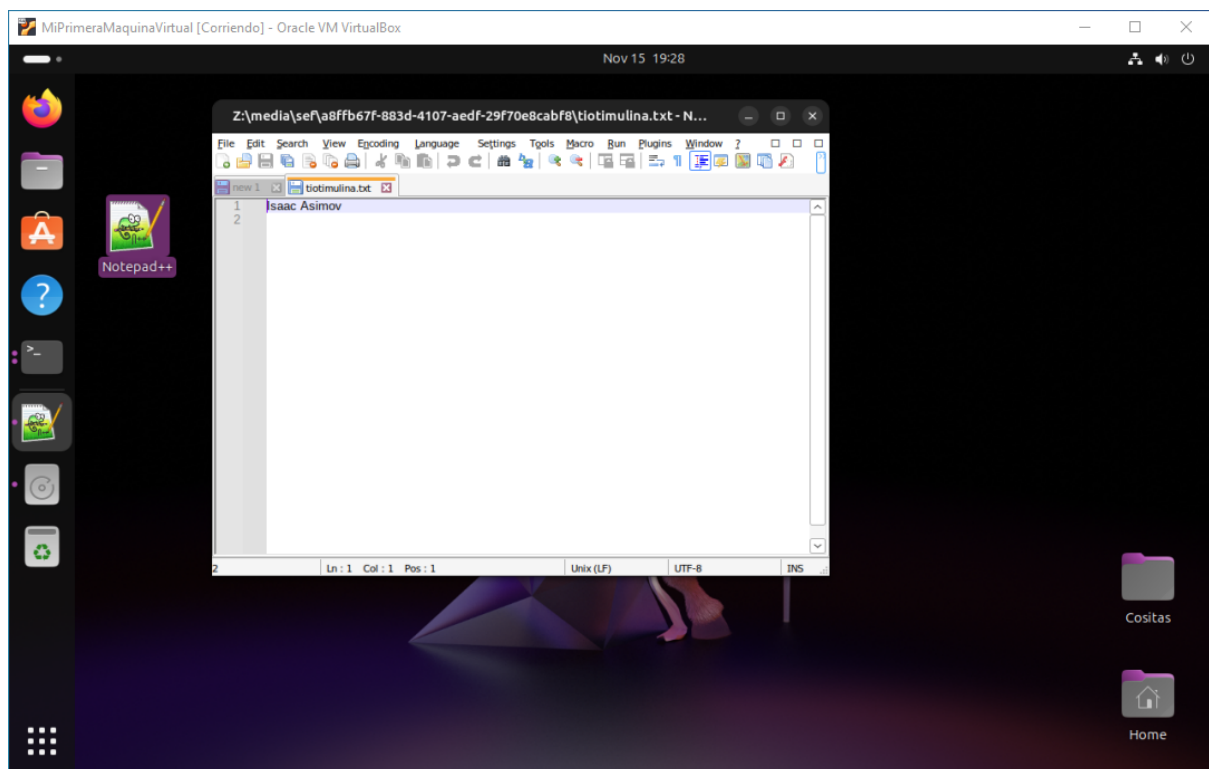 MiPrimeraMaquinaVirtual [Corriendo] - Oracle VM VirtualBox
Nov 15 19:28
Z:\media\sef\a8ffb67f-883d-4107-aedf-29f70e8cabf8\tiotimulina.txt - N...
File Edit Search View Encoding Language Settings Tools Macro Run Plugins Window ?
new 1 tiotimulina.txt
1 Isaac Asimov
2
Notepad++
2 Ln : 1 Col : 1 Pos : 1 Unix (LF) UTF-8 INS
Cositas
Home